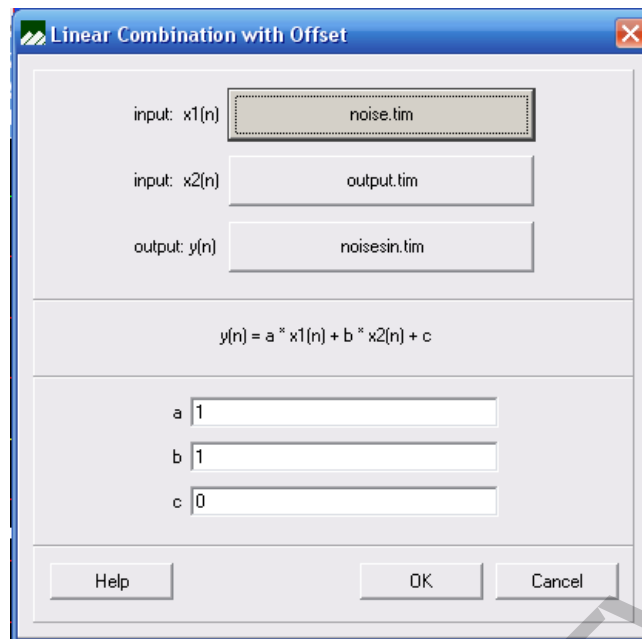 Linear Combination with Offset
input: x1(n) noise.tim
input: x2(n) output.tim
output: y(n) noisesin.tim
y(n) = a * x1(n) + b * x2(n) + c
a 1
b 1
c 0
Help OK Cancel